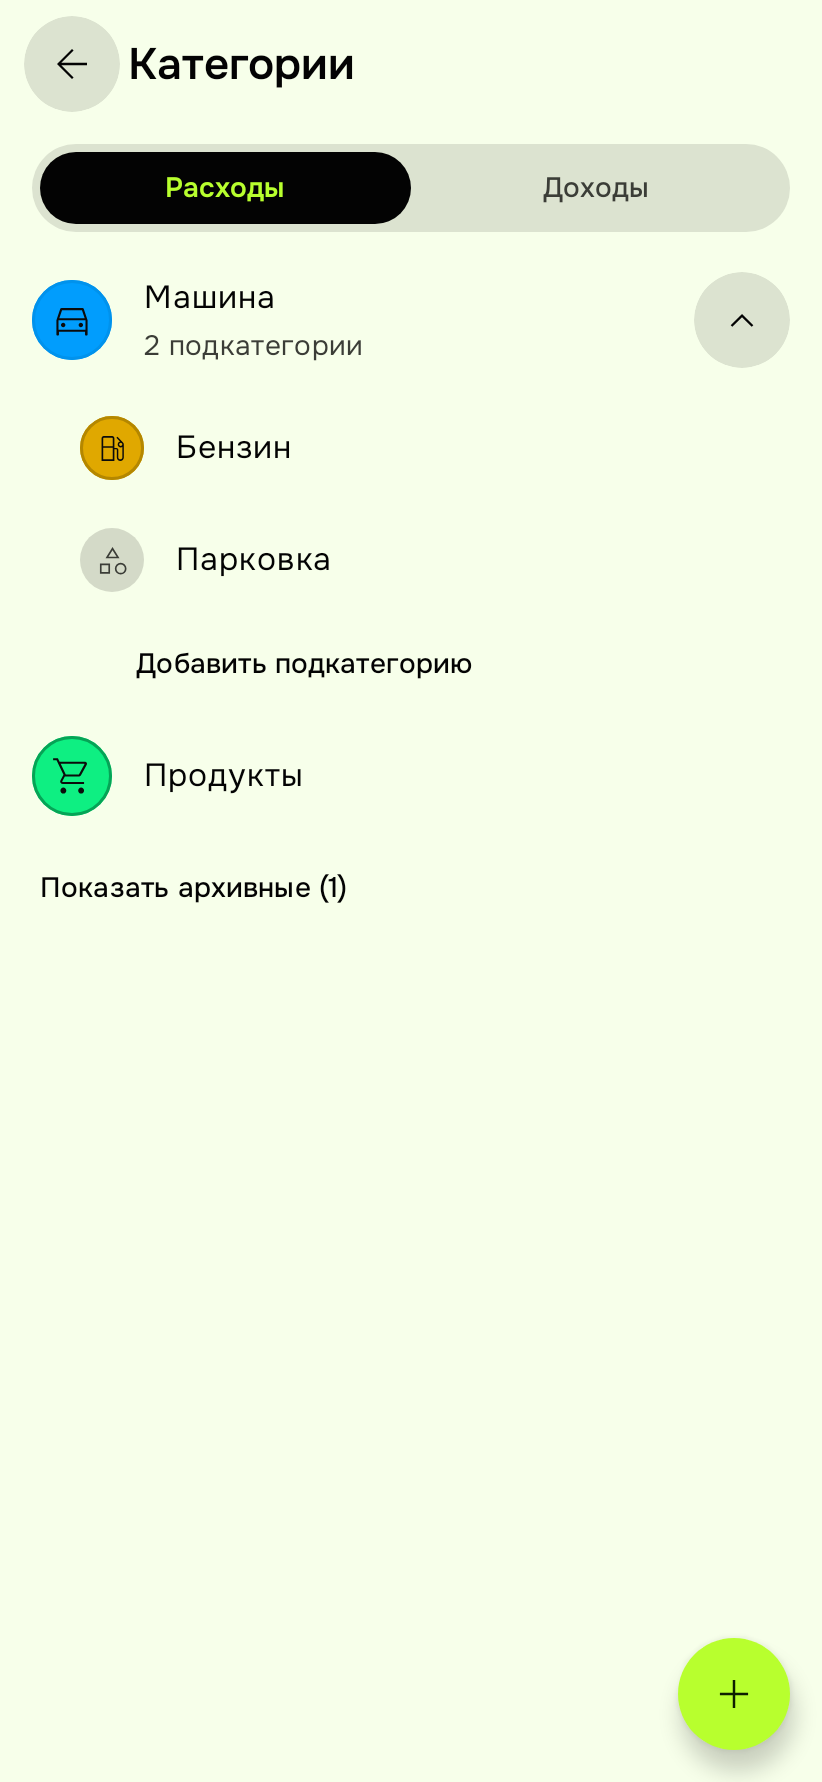 Категории
Расходы
Доходы
Машина
2 подкатегории
Бензин
Парковка
Добавить подкатегорию
Продукты
Показать архивные (1)